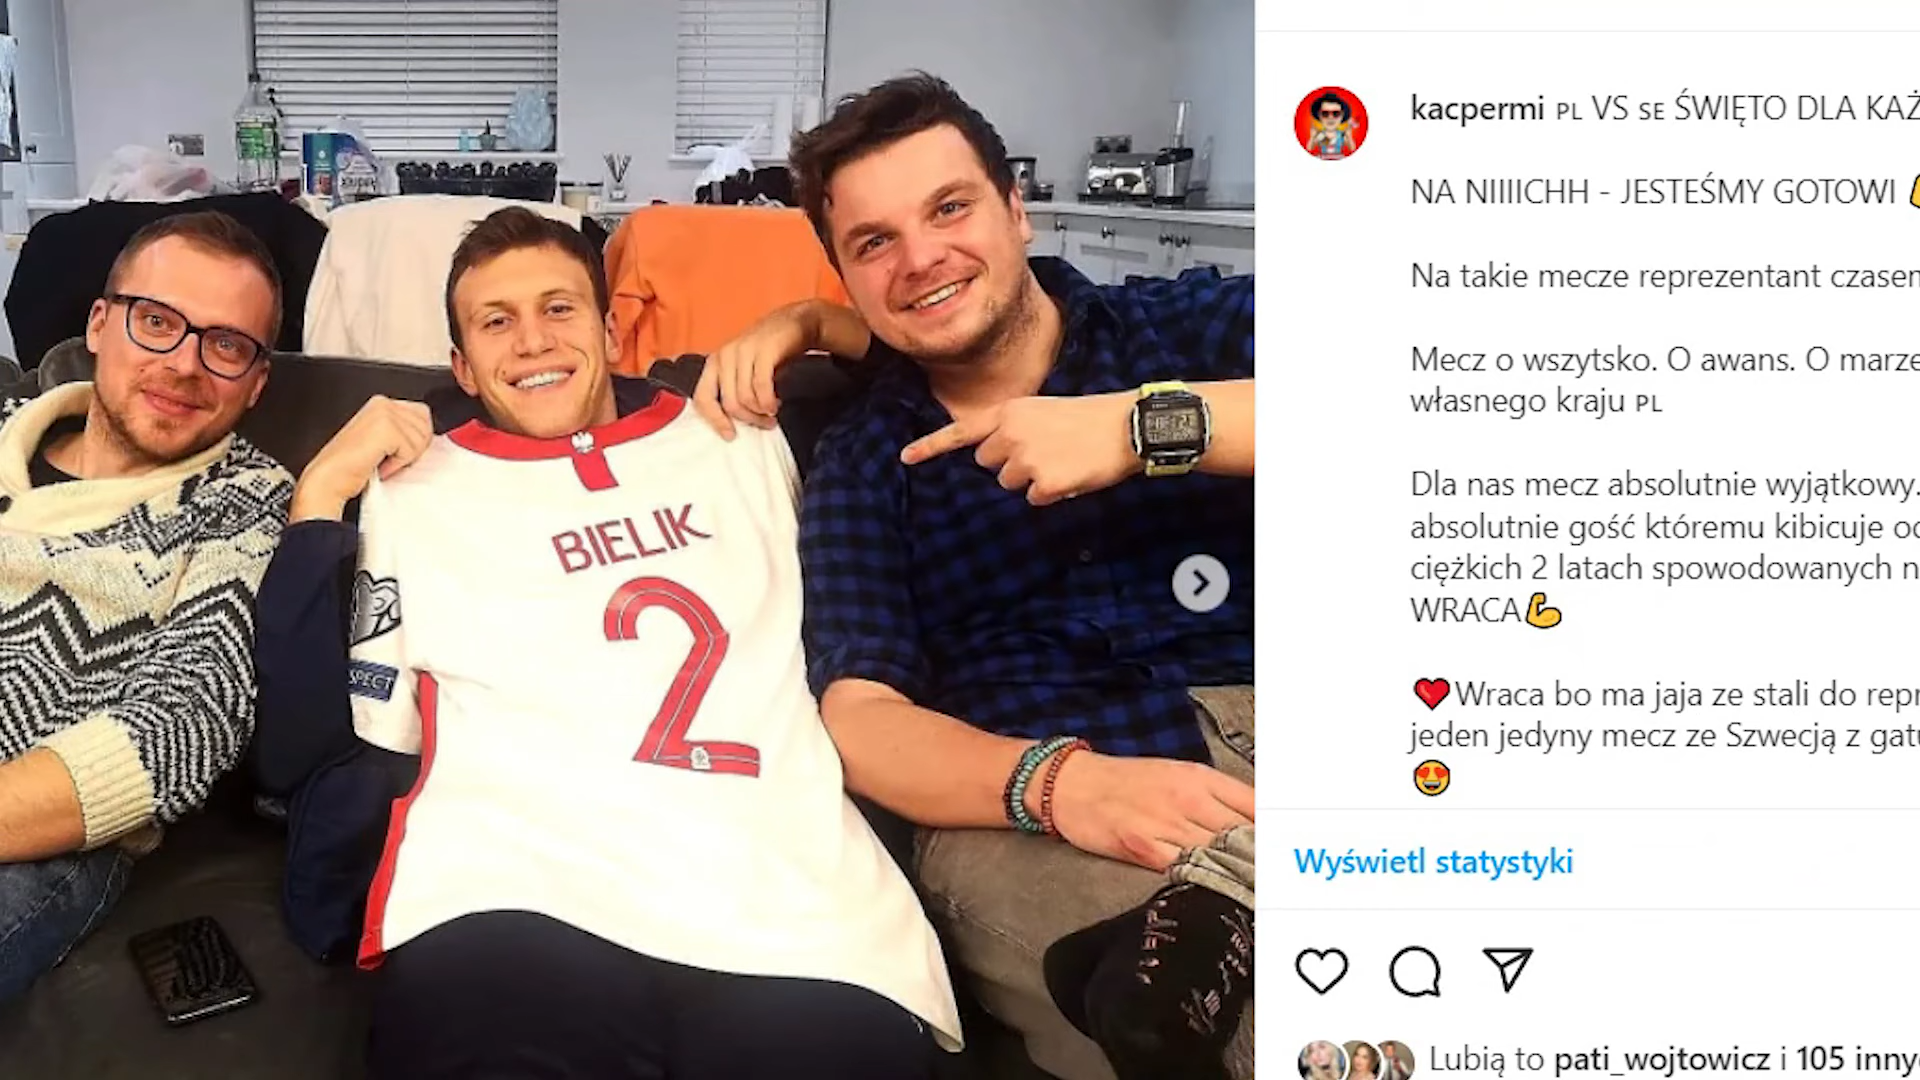 BIELIK
2
kacpermi PL VS SE ŚWIĘTO DLA KAŻ
NA NIIIICHH - JESTEŚMY GOTOWI
Na takie mecze reprezentant czasem
Mecz o wszytsko. O awans. O marze
własnego kraju PL
Dla nas mecz absolutnie wyjątkowy.
absolutnie gość któremu kibicuje od
ciężkich 2 latach spowodowanych n
WRACA💪
❤️Wraca bo ma jaja ze stali do repr
jeden jedyny mecz ze Szwecją z gatu
😍
Wyświetl statystyki
Lubią to pati_wojtowicz i 105 innyc